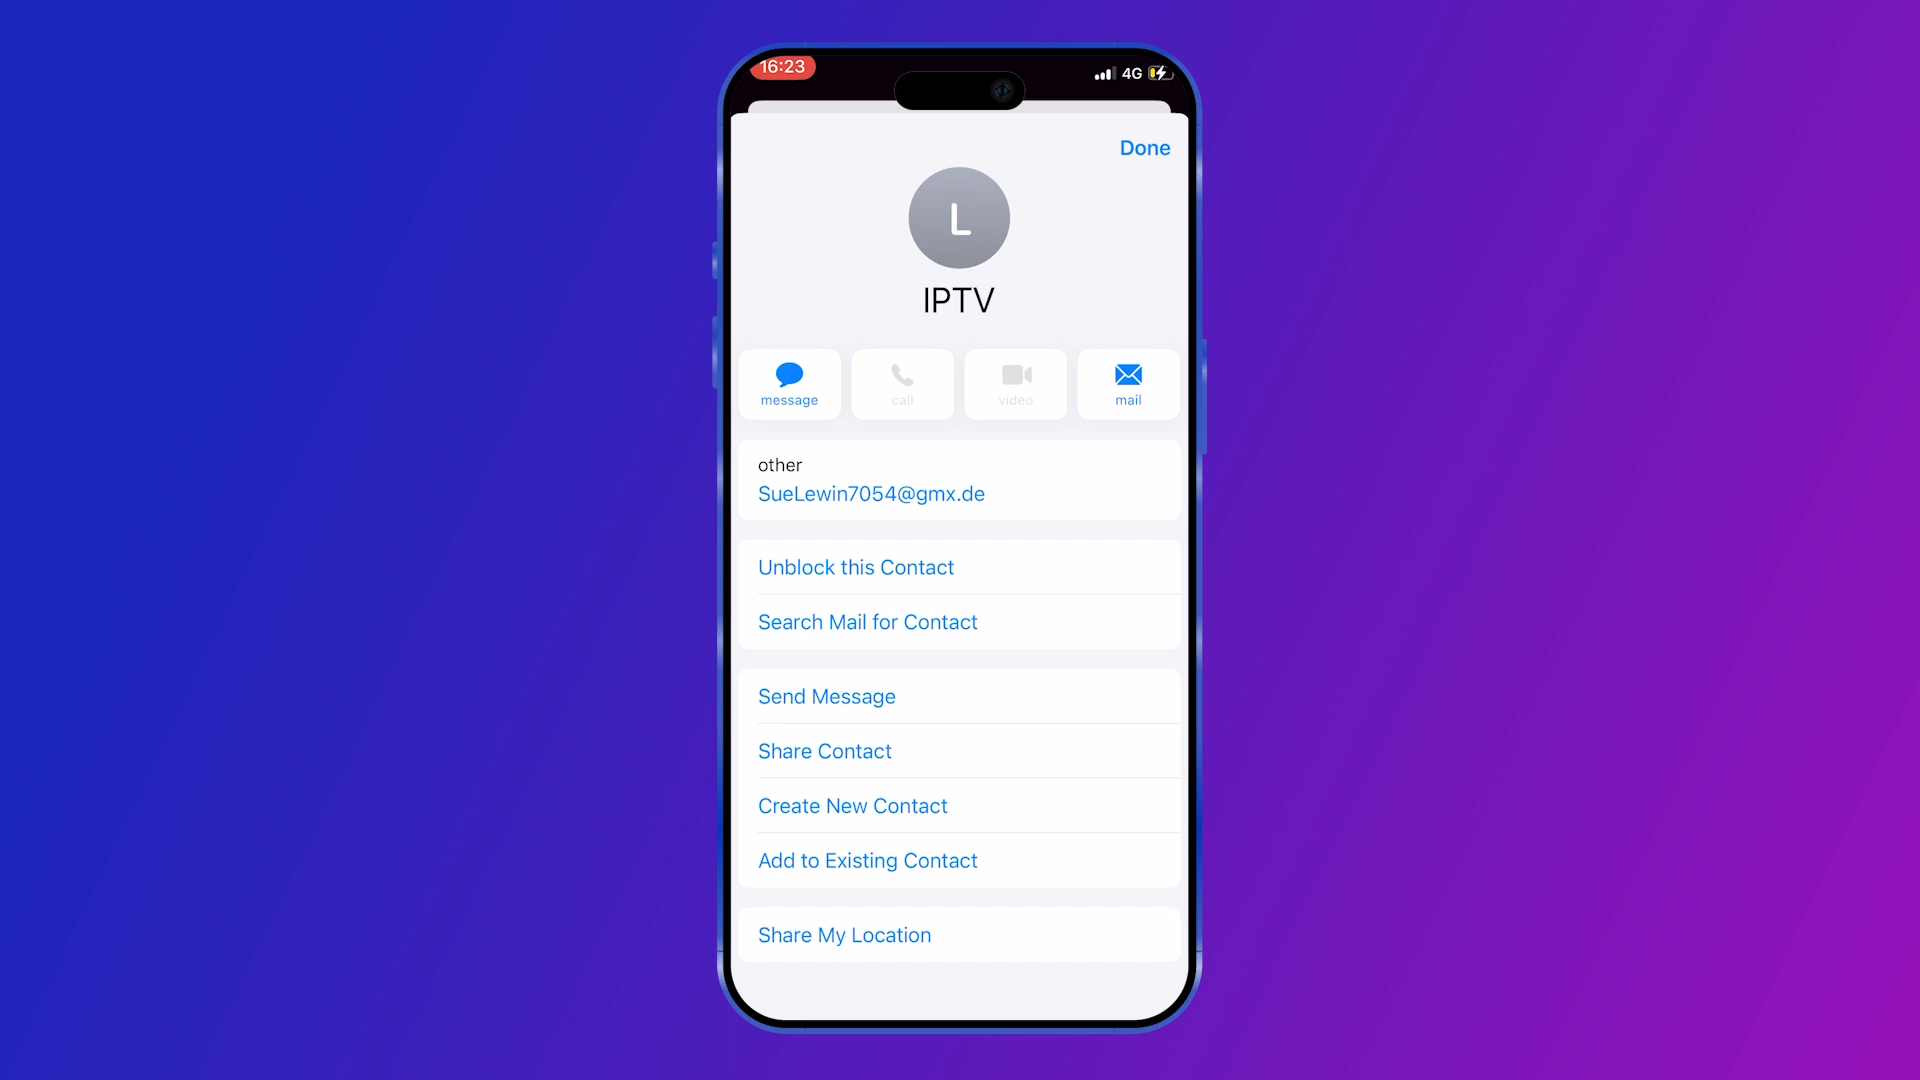 16:23
4G
Done
L
IPTV
message
call
video
mail
other
SueLewin7054@gmx.de
Unblock this Contact
Search Mail for Contact
Send Message
Share Contact
Create New Contact
Add to Existing Contact
Share My Location